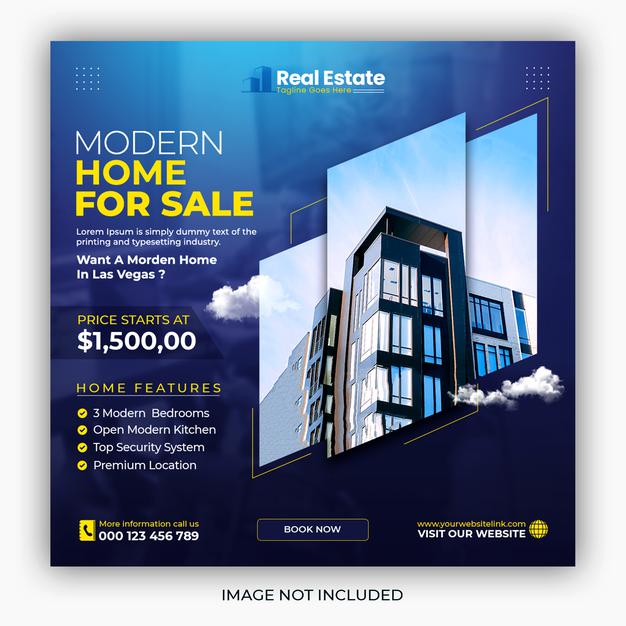 Real Estate
Tagline Goes Here
MODERN
HOME
FOR SALE
Lorem Ipsum is simply dummy text of the
printing and typesetting industry.
Want A Morden Home
In Las Vegas ?
PRICE STARTS AT
$1,500,00
HOME FEATURES
3 Modern Bedrooms
Open Modern Kitchen
Top Security System
Premium Location
More information call us
000 123 456 789
BOOK NOW
www.yourwebsitelink.com
VISIT OUR WEBSITE
IMAGE NOT INCLUDED